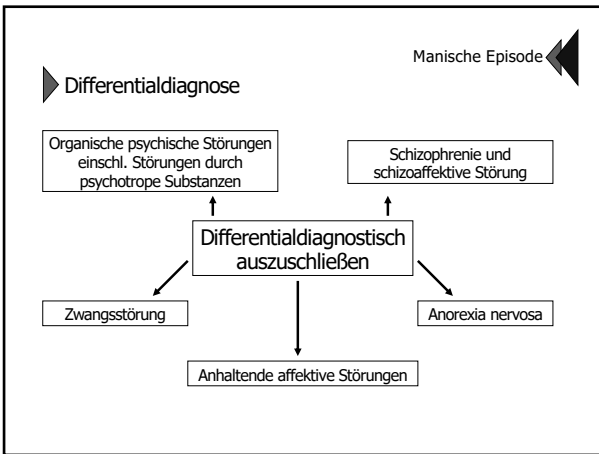 Manische Episode
Differentialdiagnose
Organische psychische Störungen
einschl. Störungen durch
psychotrope Substanzen
Schizophrenie und
schizoaffektive Störung
Differentialdiagnostisch
auszuschließen
Zwangsstörung
Anorexia nervosa
Anhaltende affektive Störungen